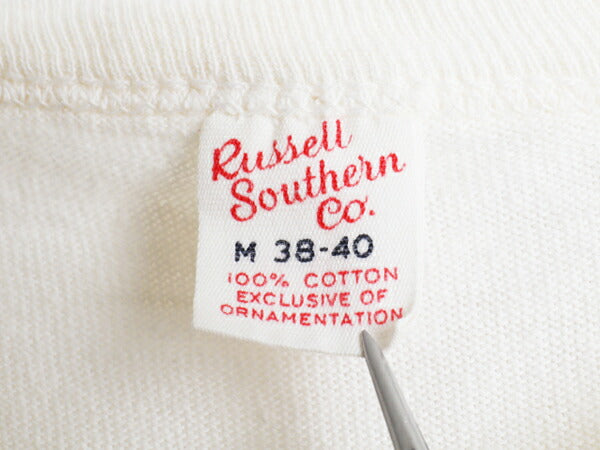 Russell
Southern
Co.
M 38-40
100% COTTON
EXCLUSIVE OF
ORNAMENTATION